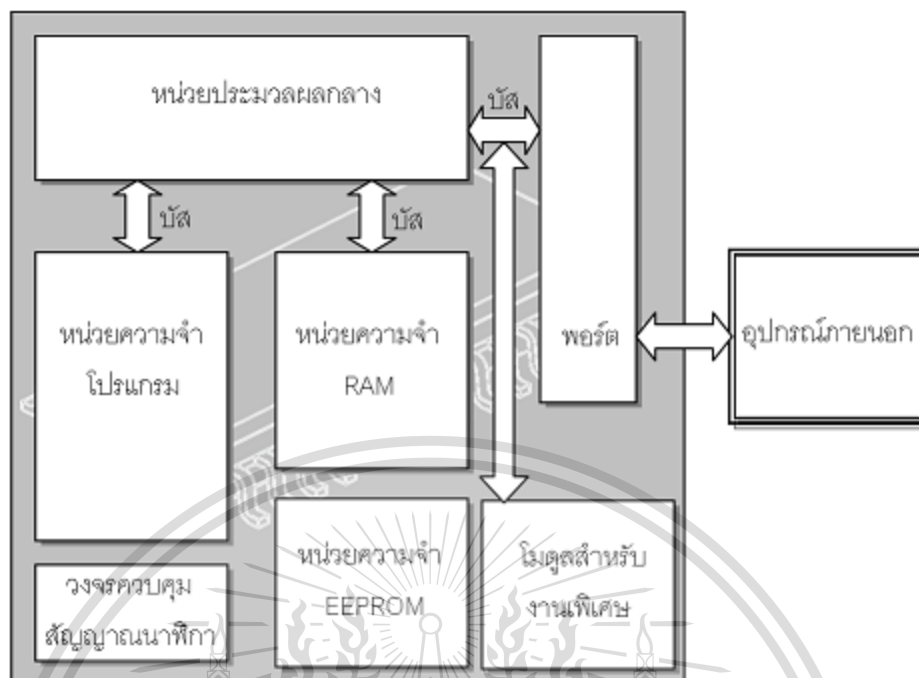 หน่วยประมวลผลกลาง
บัส
บัส
บัส
หน่วยความจำ
โปรแกรม
หน่วยความจำ
RAM
พอร์ต
อุปกรณ์ภายนอก
หน่วยความจำ
EEPROM
โมดูลสำหรับ
งานพิเศษ
วงจรควบคุม
สัญญาณนาฬิกา